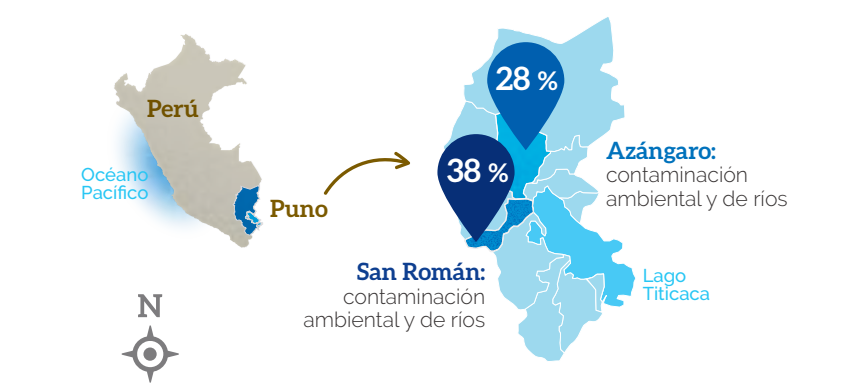 Perú
Océano
Pacífico
Puno
N
28 %
38 %
Azángaro:
contaminación
ambiental y de ríos
San Román:
contaminación
ambiental y de ríos
Lago
Titicaca